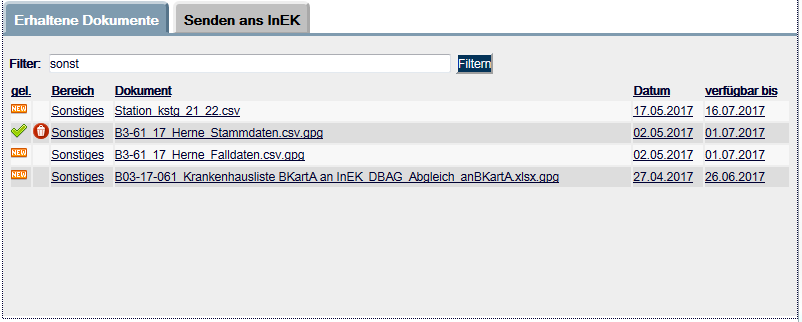 Erhaltene Dokumente Senden ans InEK
Filter: sonst Filtern
gel. Bereich Dokument Datum verfügbar bis
NEW Sonstiges Station_kstg_21_22.csv 17.05.2017 16.07.2017
Sonstiges B3-61_17_Herne_Stammdaten.csv.gpg 02.05.2017 01.07.2017
NEW Sonstiges B3-61_17_Herne_Falldaten.csv.gpg 02.05.2017 01.07.2017
NEW Sonstiges B03-17-061_Krankenhausliste BKartA an InEK_DBAG_Abgleich_anBKartA.xlsx.gpg 27.04.2017 26.06.2017